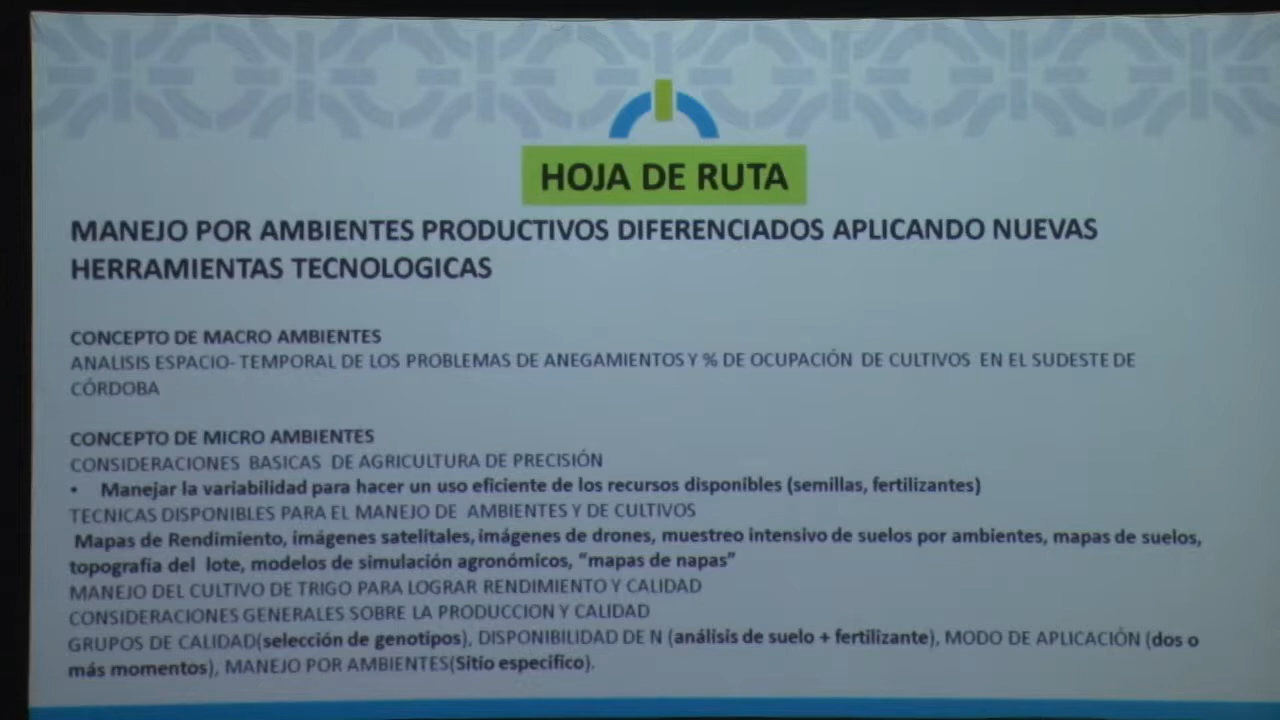 HOJA DE RUTA
MANEJO POR AMBIENTES PRODUCTIVOS DIFERENCIADOS APLICANDO NUEVAS
HERRAMIENTAS TECNOLOGICAS
CONCEPTO DE MACRO AMBIENTES
ANALISIS ESPACIO- TEMPORAL DE LOS PROBLEMAS DE ANEGAMIENTOS Y % DE OCUPACIÓN DE CULTIVOS EN EL SUDESTE DE
CÓRDOBA
CONCEPTO DE MICRO AMBIENTES
CONSIDERACIONES BASICAS DE AGRICULTURA DE PRECISIÓN
• Manejar la variabilidad para hacer un uso eficiente de los recursos disponibles (semillas, fertilizantes)
TECNICAS DISPONIBLES PARA EL MANEJO DE AMBIENTES Y DE CULTIVOS
Mapas de Rendimiento, imágenes satelitales, imágenes de drones, muestreo intensivo de suelos por ambientes, mapas de suelos,
topografía del lote, modelos de simulación agronómicos, “mapas de napas”
MANEJO DEL CULTIVO DE TRIGO PARA LOGRAR RENDIMIENTO Y CALIDAD
CONSIDERACIONES GENERALES SOBRE LA PRODUCCION Y CALIDAD
GRUPOS DE CALIDAD(selección de genotipos), DISPONIBILIDAD DE N (análisis de suelo + fertilizante), MODO DE APLICACIÓN (dos o
más momentos), MANEJO POR AMBIENTES(Sitio especifico).